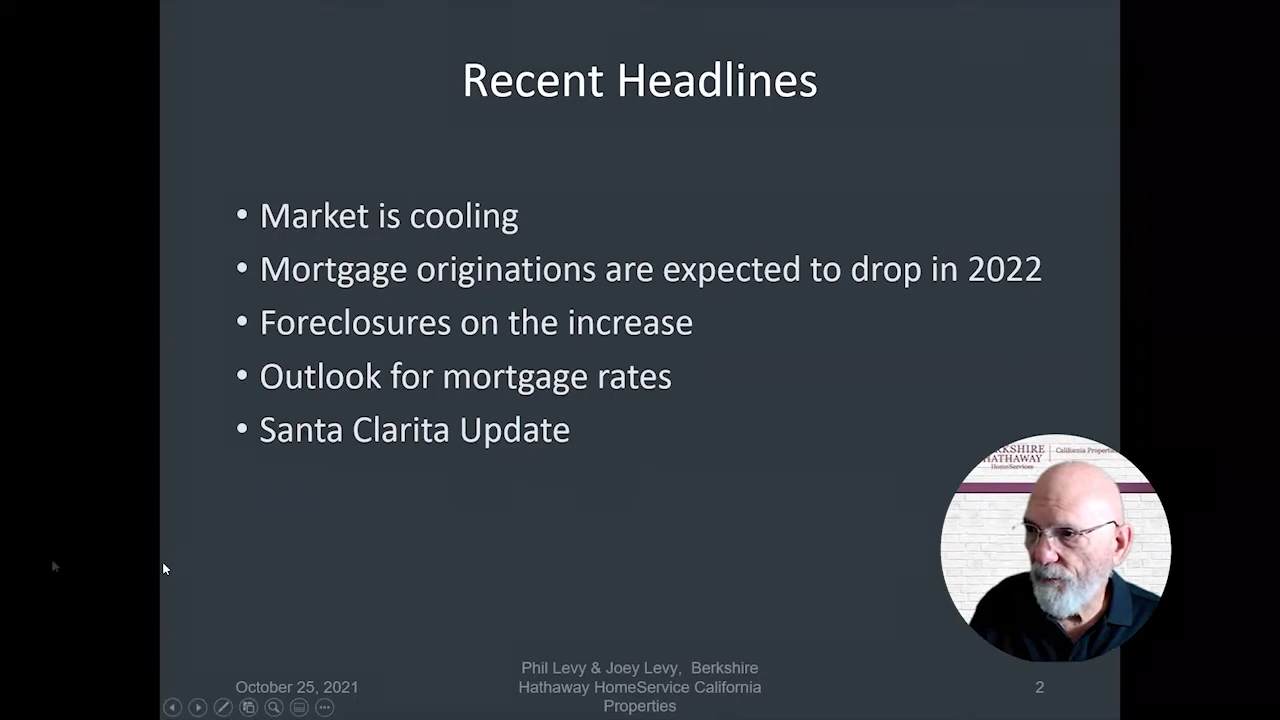 Recent Headlines
• Market is cooling
• Mortgage originations are expected to drop in 2022
• Foreclosures on the increase
• Outlook for mortgage rates
• Santa Clarita Update
HATHAWAY
HomeServices
California
October 25, 2021
Phil Levy & Joey Levy, Berkshire
Hathaway HomeService California
Properties
2